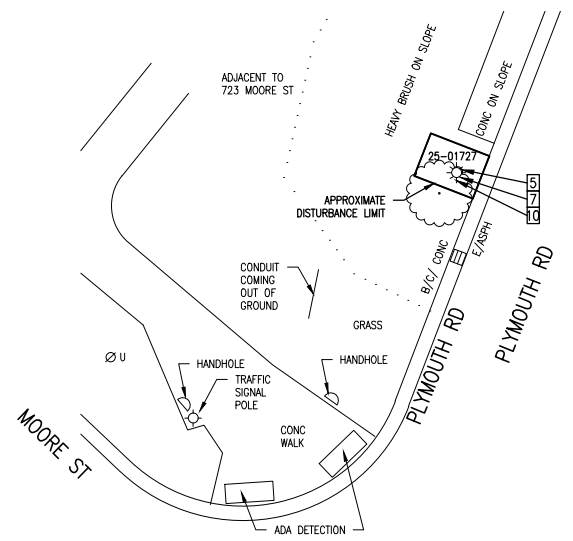 ADJACENT TO
723 MOORE ST
HEAVY BRUSH ON SLOPE
CONC ON SLOPE
25-01727
5
7
10
APPROXIMATE
DISTURBANCE LIMIT
B/C/ CONC
E/ASPH
PLYMOUTH RD
PLYMOUTH RD
CONDUIT
COMING
OUT OF
GROUND
GRASS
HANDHOLE
HANDHOLE
TRAFFIC
SIGNAL
POLE
U
MOORE ST
CONC
WALK
ADA DETECTION